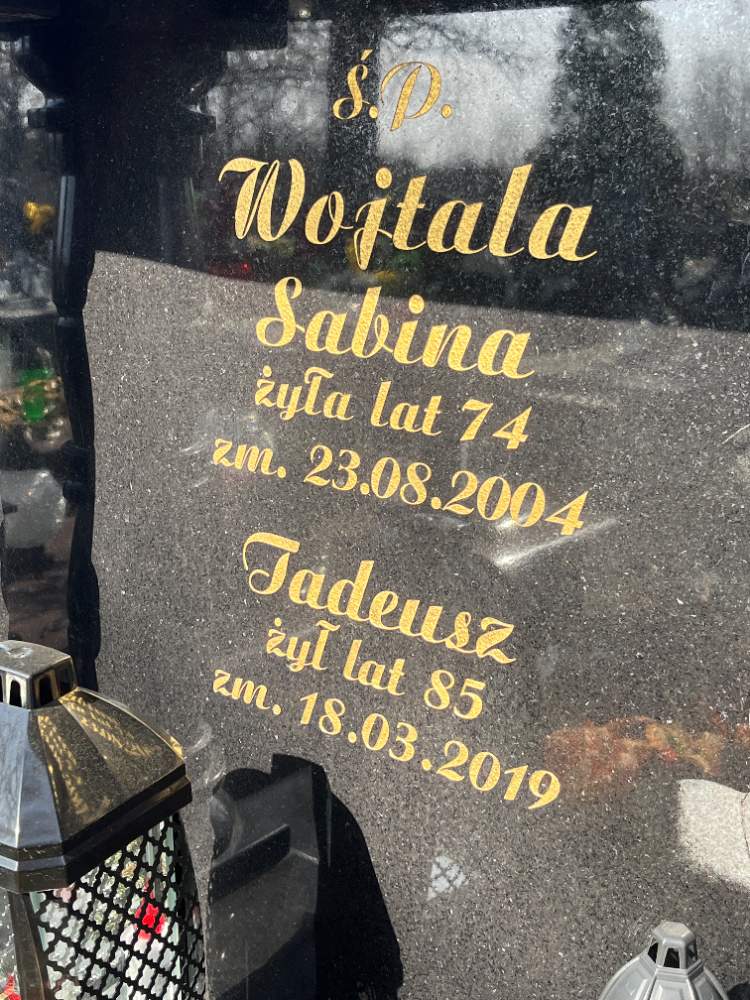 Ś.P.
Wojtala
Sabina
żyła lat 74
zm. 23.08.2004
Tadeusz
żył lat 85
zm. 18.03.2019